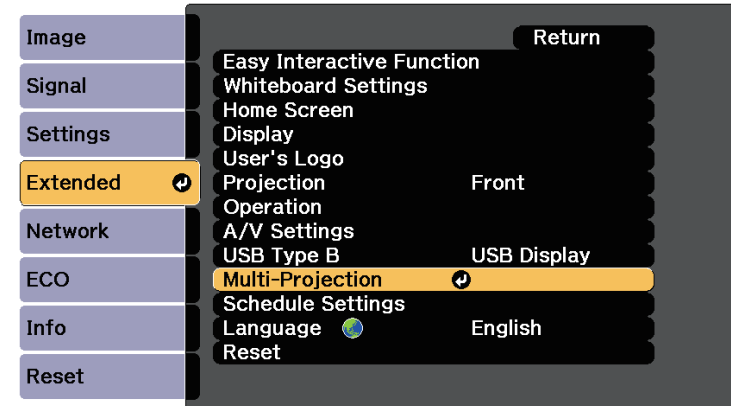 Image
Signal
Settings
Extended
Network
ECO
Info
Reset
Return
Easy Interactive Function
Whiteboard Settings
Home Screen
Display
User's Logo
Projection Front
Operation
A/V Settings
USB Type B USB Display
Multi-Projection
Schedule Settings
Language English
Reset